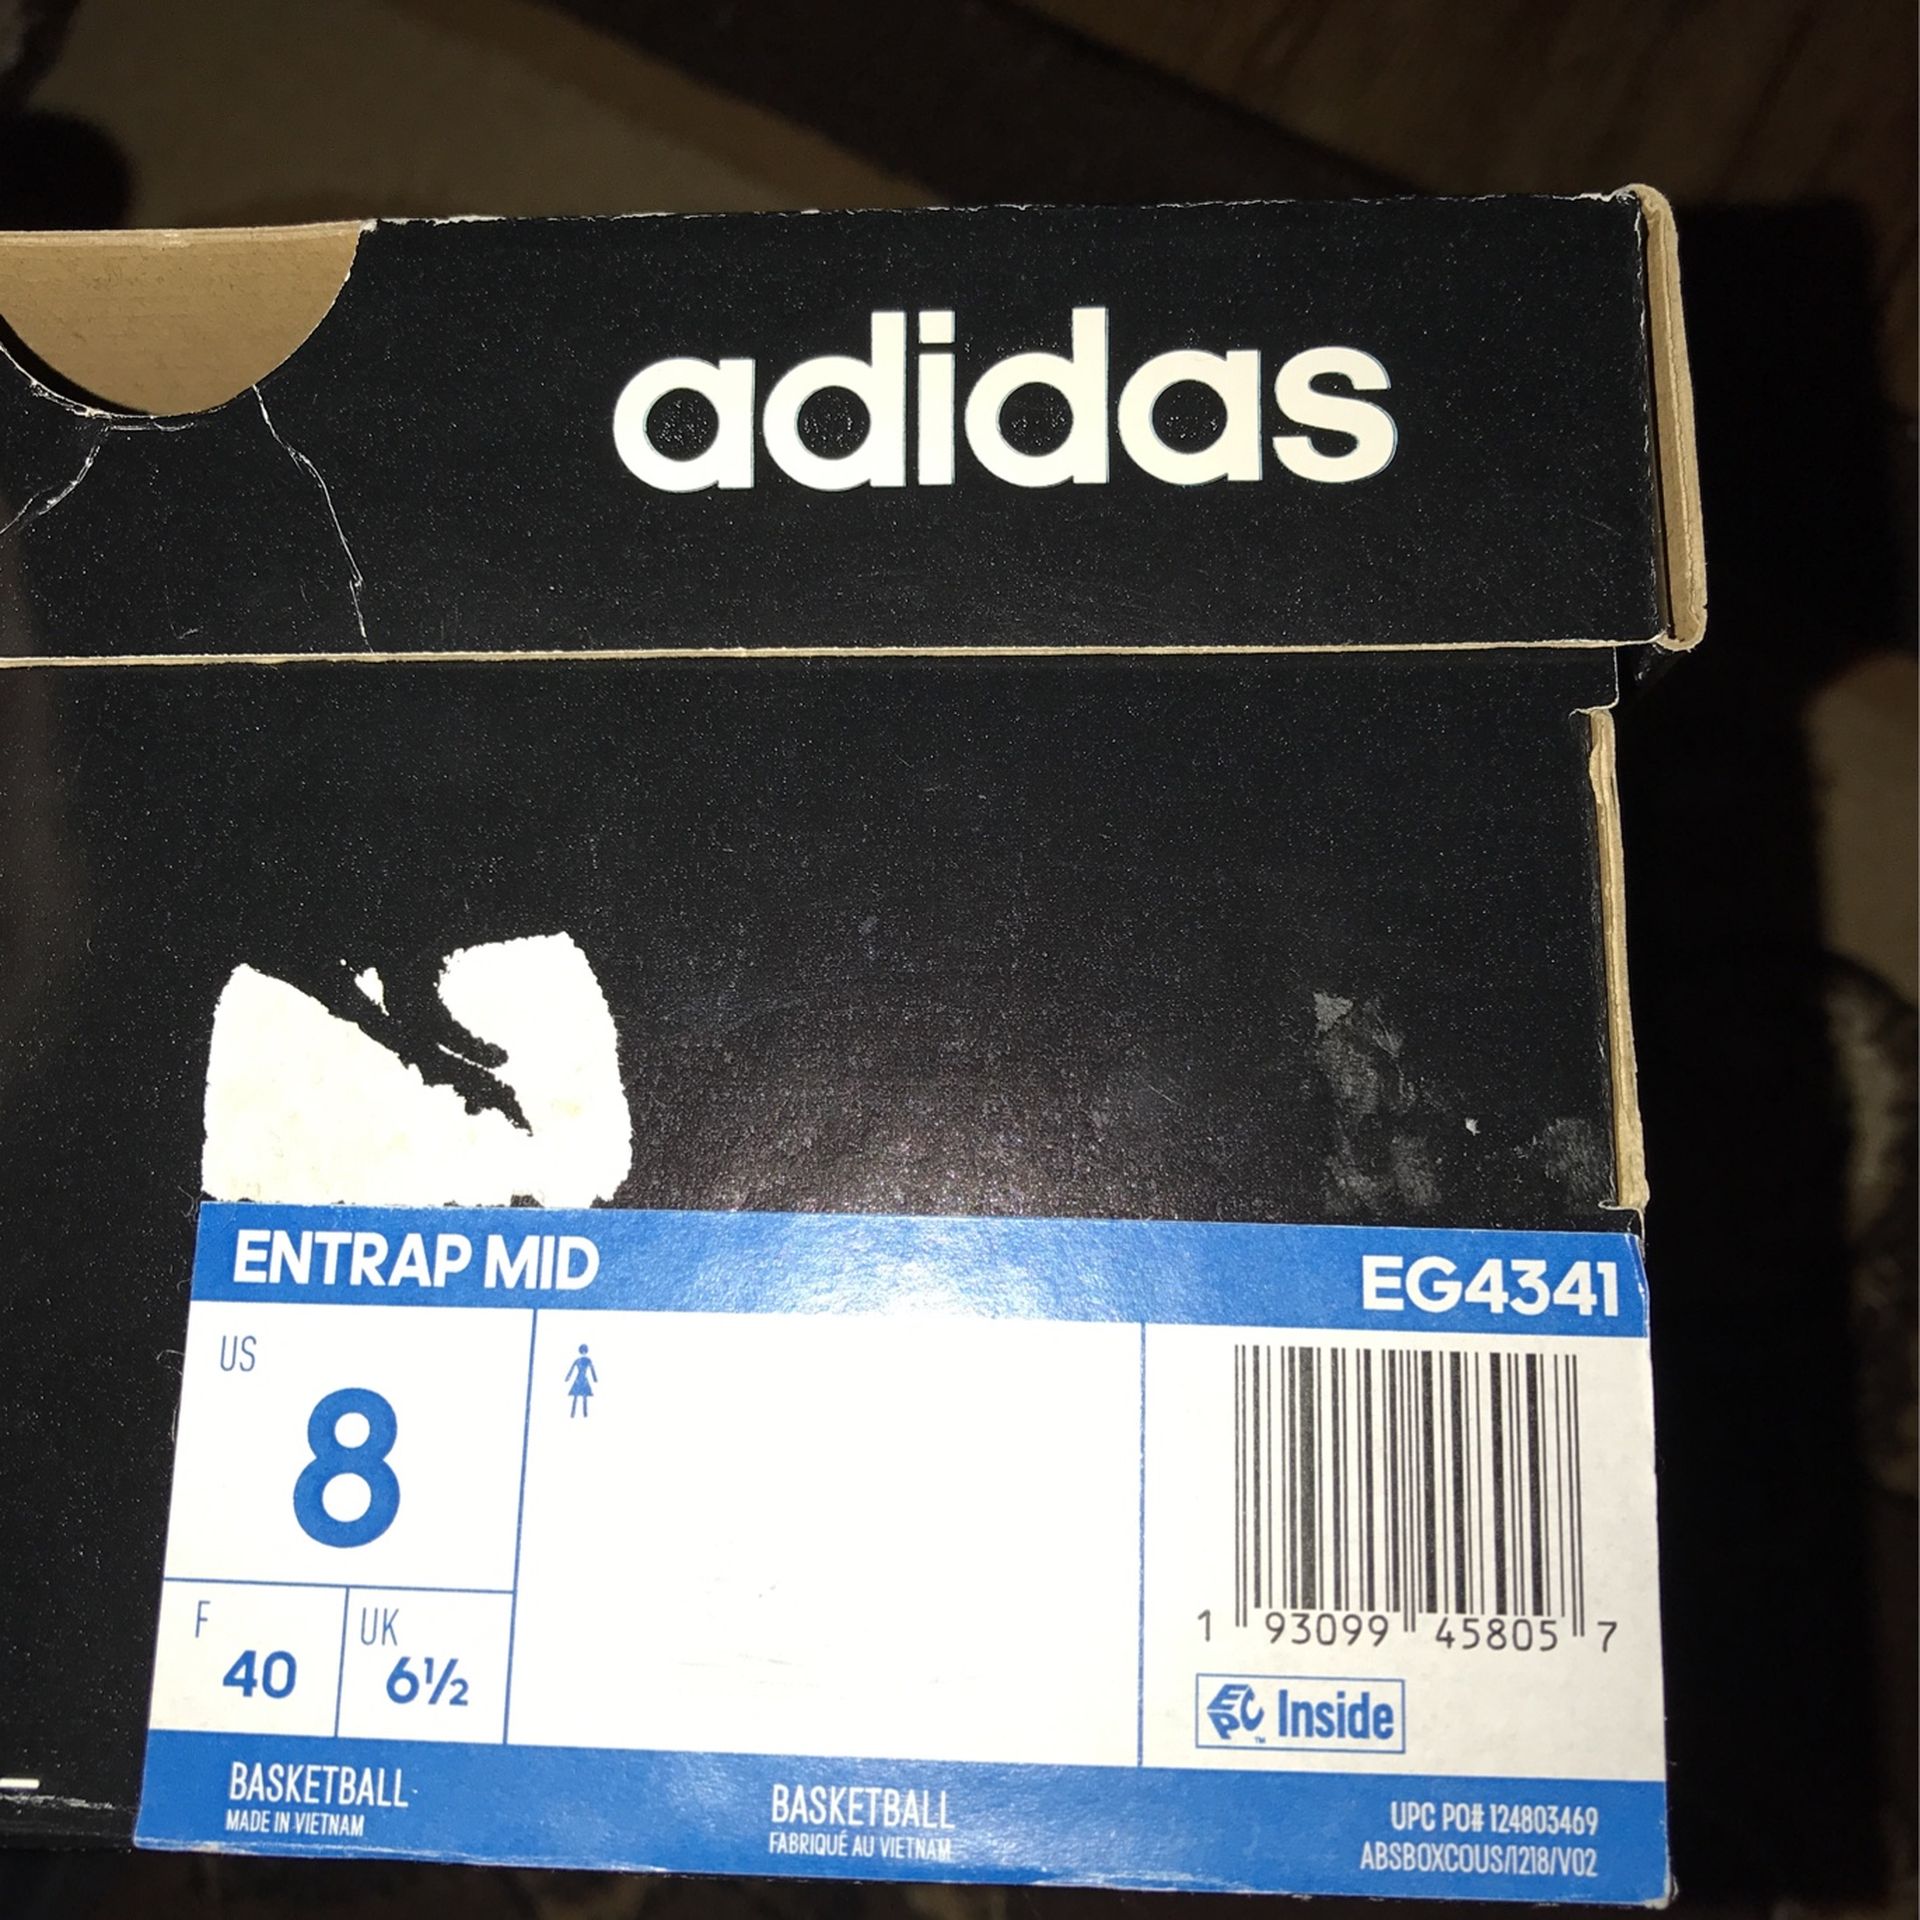 adidas
ENTRAP MID EG4341
US
8
F
40
UK
6½
1 93099 45805 7
EPC™ Inside
BASKETBALL
MADE IN VIETNAM
BASKETBALL
FABRIQUÉ AU VIETNAM
UPC PO# 124803469
ABSBOXCOUS/1218/V02